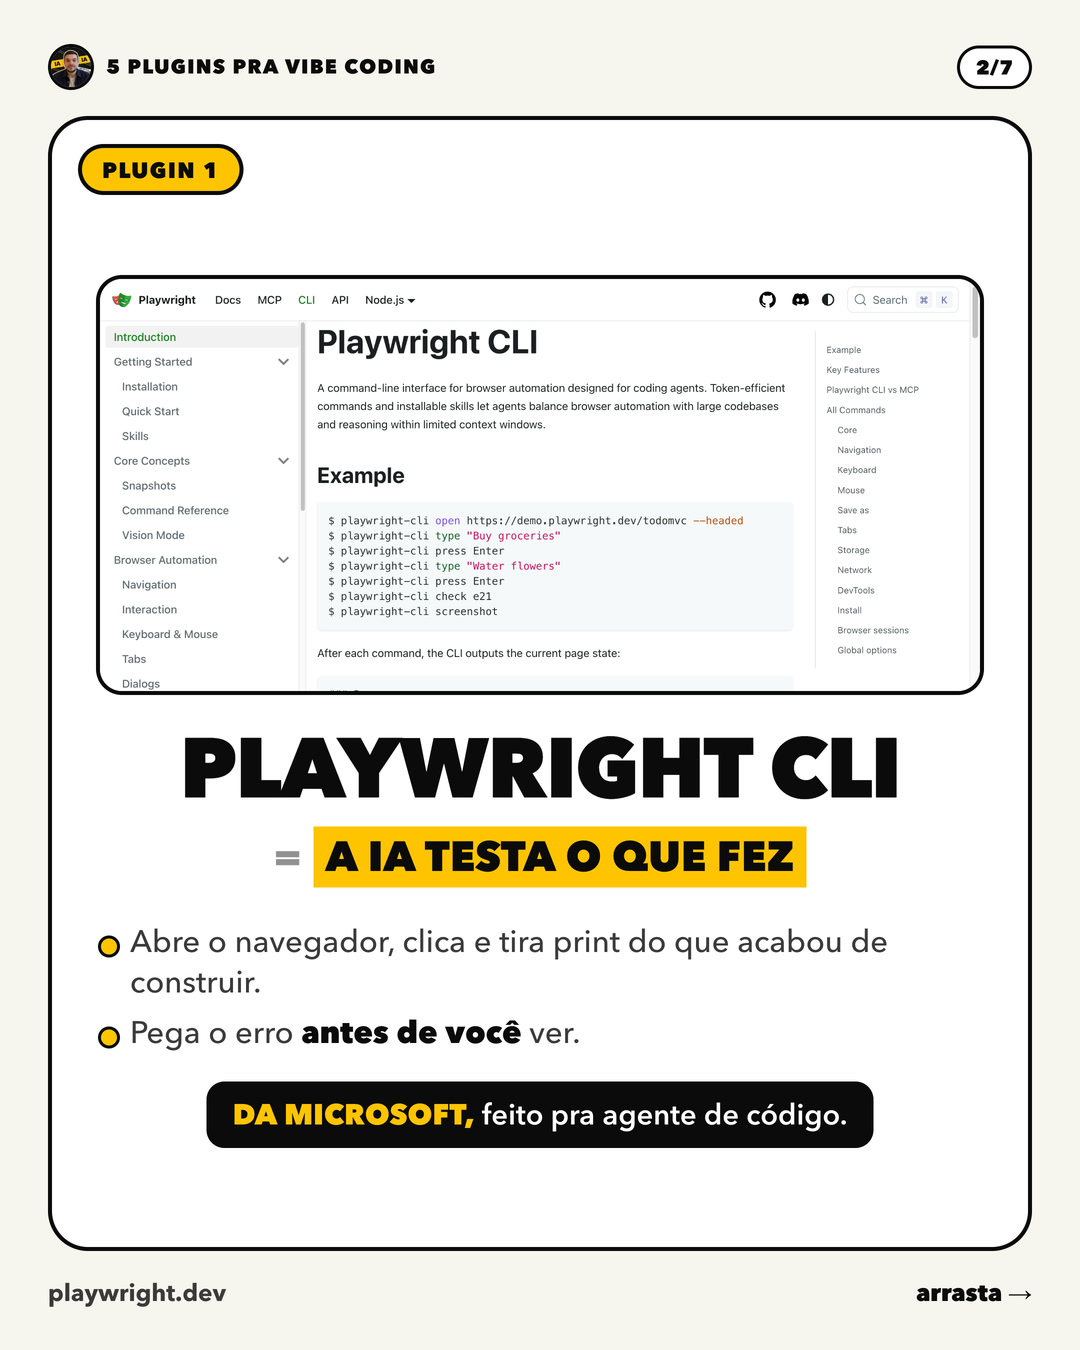 5 PLUGINS PRA VIBE CODING
2/7
PLUGIN 1
Playwright Docs MCP CLI API Node.js
Search ⌘ K
Introduction
Getting Started
Installation
Quick Start
Skills
Core Concepts
Snapshots
Command Reference
Vision Mode
Browser Automation
Navigation
Interaction
Keyboard & Mouse
Tabs
Dialogs
Playwright CLI
A command-line interface for browser automation designed for coding agents. Token-efficient
commands and installable skills let agents balance browser automation with large codebases
and reasoning within limited context windows.
Example
$ playwright-cli open https://demo.playwright.dev/todomvc --headed
$ playwright-cli type "Buy groceries"
$ playwright-cli press Enter
$ playwright-cli type "Water flowers"
$ playwright-cli press Enter
$ playwright-cli check e21
$ playwright-cli screenshot
After each command, the CLI outputs the current page state:
Example
Key Features
Playwright CLI vs MCP
All Commands
Core
Navigation
Keyboard
Mouse
Save as
Tabs
Storage
Network
DevTools
Install
Browser sessions
Global options
PLAYWRIGHT CLI
= A IA TESTA O QUE FEZ
Abre o navegador, clica e tira print do que acabou de
construir.
Pega o erro antes de você ver.
DA MICROSOFT, feito pra agente de código.
playwright.dev
arrasta →